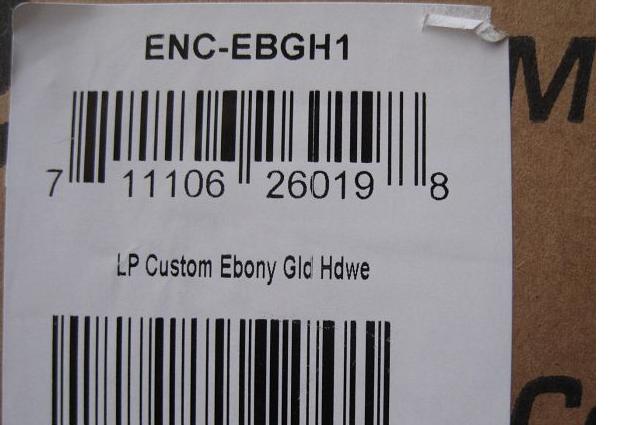 ENC-EBGH1
7 11106 26019 8
LP Custom Ebony Gld Hdwe
M
C